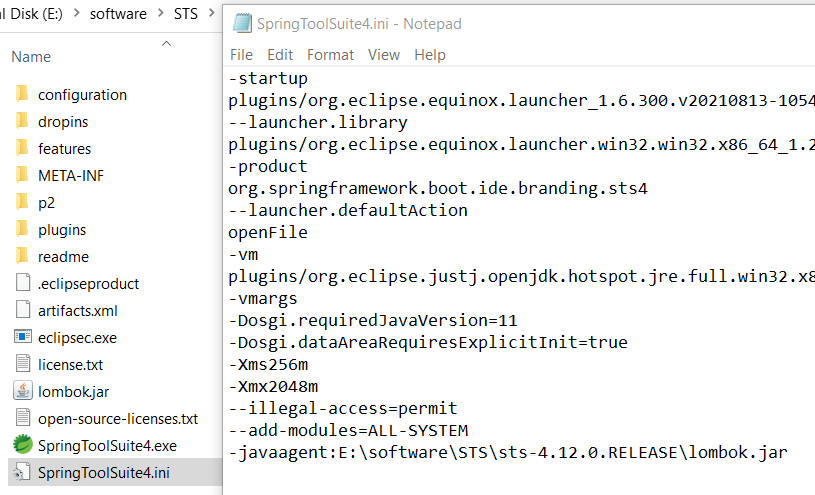 l Disk (E:) > software > STS >
Name
configuration
dropins
features
META-INF
p2
plugins
readme
.eclipseproduct
artifacts.xml
eclipsec.exe
license.txt
lombok.jar
open-source-licenses.txt
SpringToolSuite4.exe
SpringToolSuite4.ini
SpringToolSuite4.ini - Notepad
File Edit Format View Help
-startup
plugins/org.eclipse.equinox.launcher_1.6.300.v20210813-1054
--launcher.library
plugins/org.eclipse.equinox.launcher.win32.win32.x86_64_1.2
-product
org.springframework.boot.ide.branding.sts4
--launcher.defaultAction
openFile
-vm
plugins/org.eclipse.justj.openjdk.hotspot.jre.full.win32.x8
-vmargs
-Dosgi.requiredJavaVersion=11
-Dosgi.dataAreaRequiresExplicitInit=true
-Xms256m
-Xmx2048m
--illegal-access=permit
--add-modules=ALL-SYSTEM
-javaagent:E:\software\STS\sts-4.12.0.RELEASE\lombok.jar